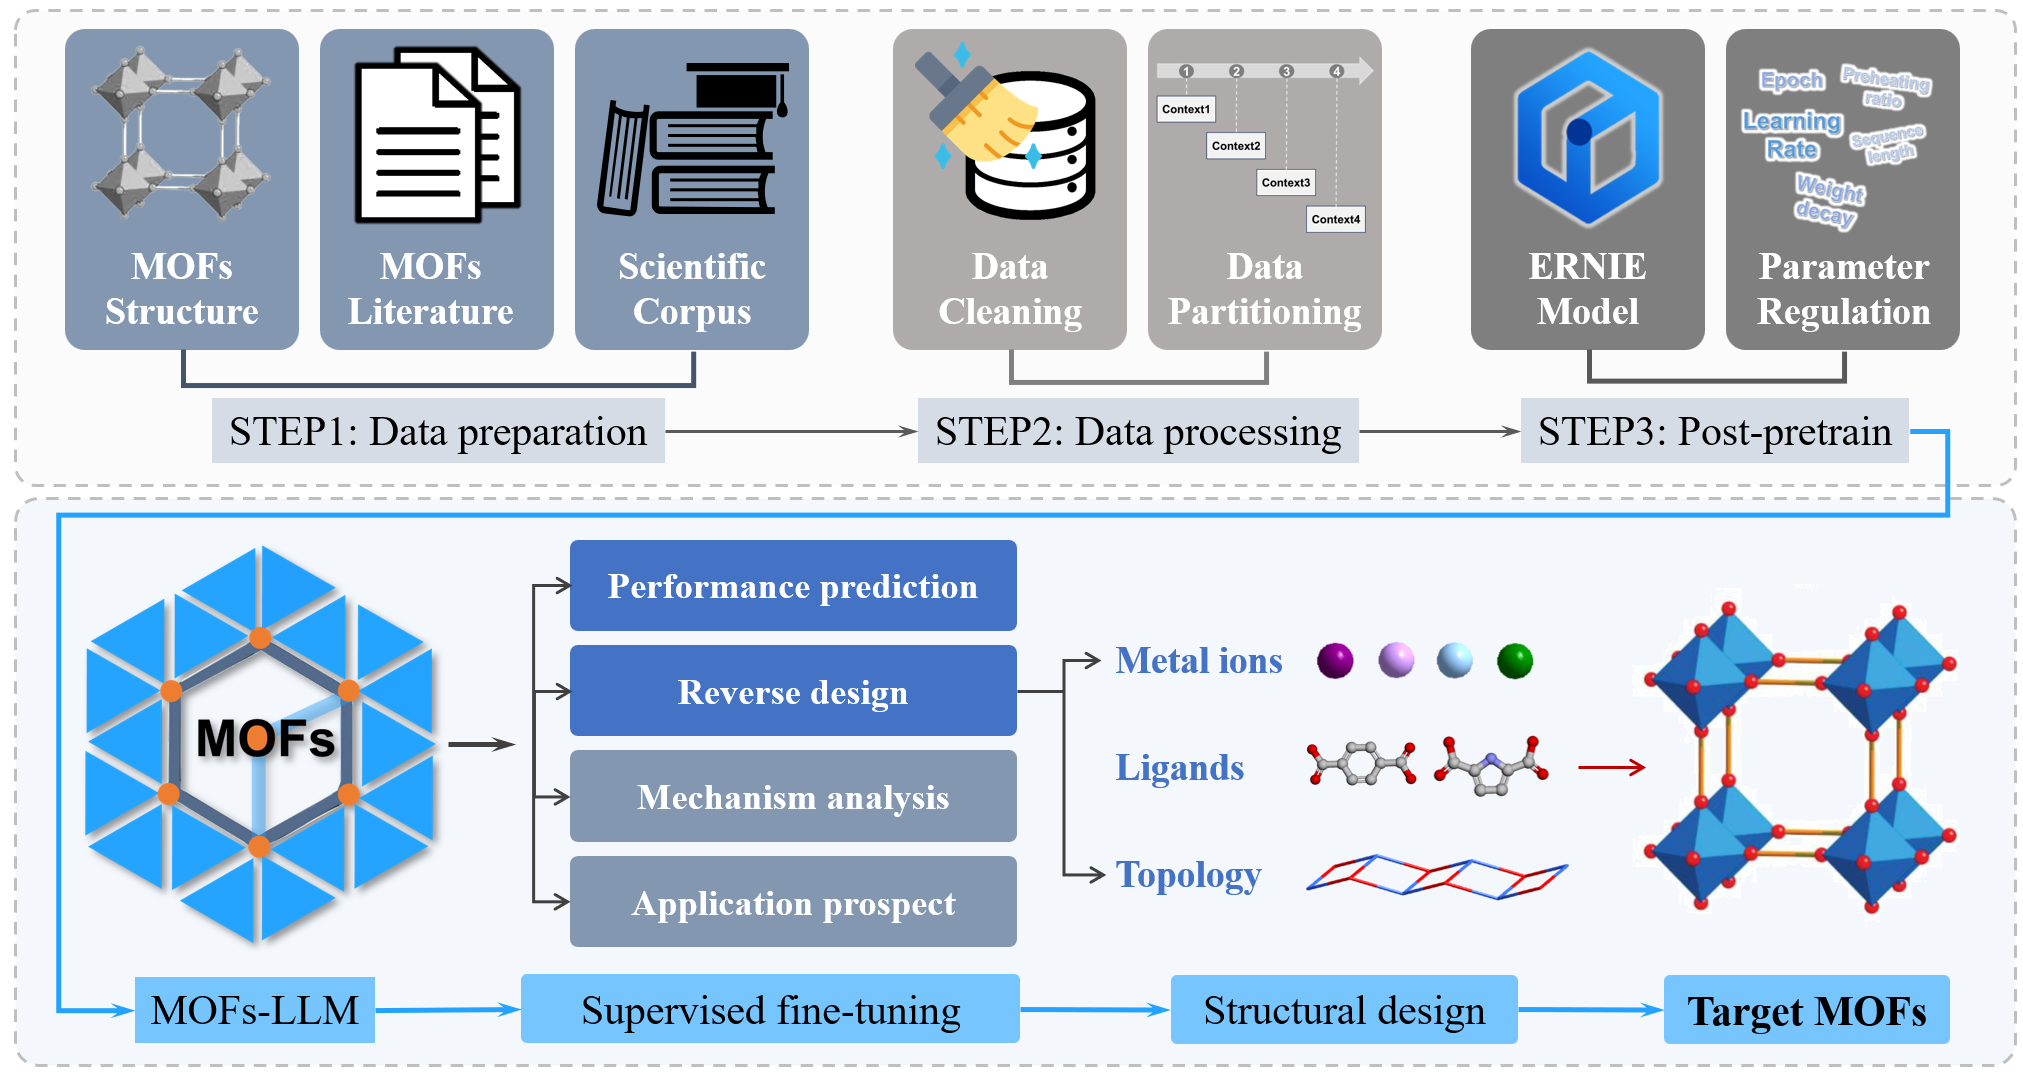 MOFs
Structure
MOFs
Literature
Scientific
Corpus
Data
Cleaning
1 2 3 4
Context1
Context2
Context3
Context4
Data
Partitioning
ERNIE
Model
Epoch
Preheating
ratio
Learning
Rate
Sequence
length
Weight
decay
Parameter
Regulation
STEP1: Data preparation
STEP2: Data processing
STEP3: Post-pretrain
MOFs
Performance prediction
Reverse design
Mechanism analysis
Application prospect
Metal ions
Ligands
Topology
MOFs-LLM
Supervised fine-tuning
Structural design
Target MOFs